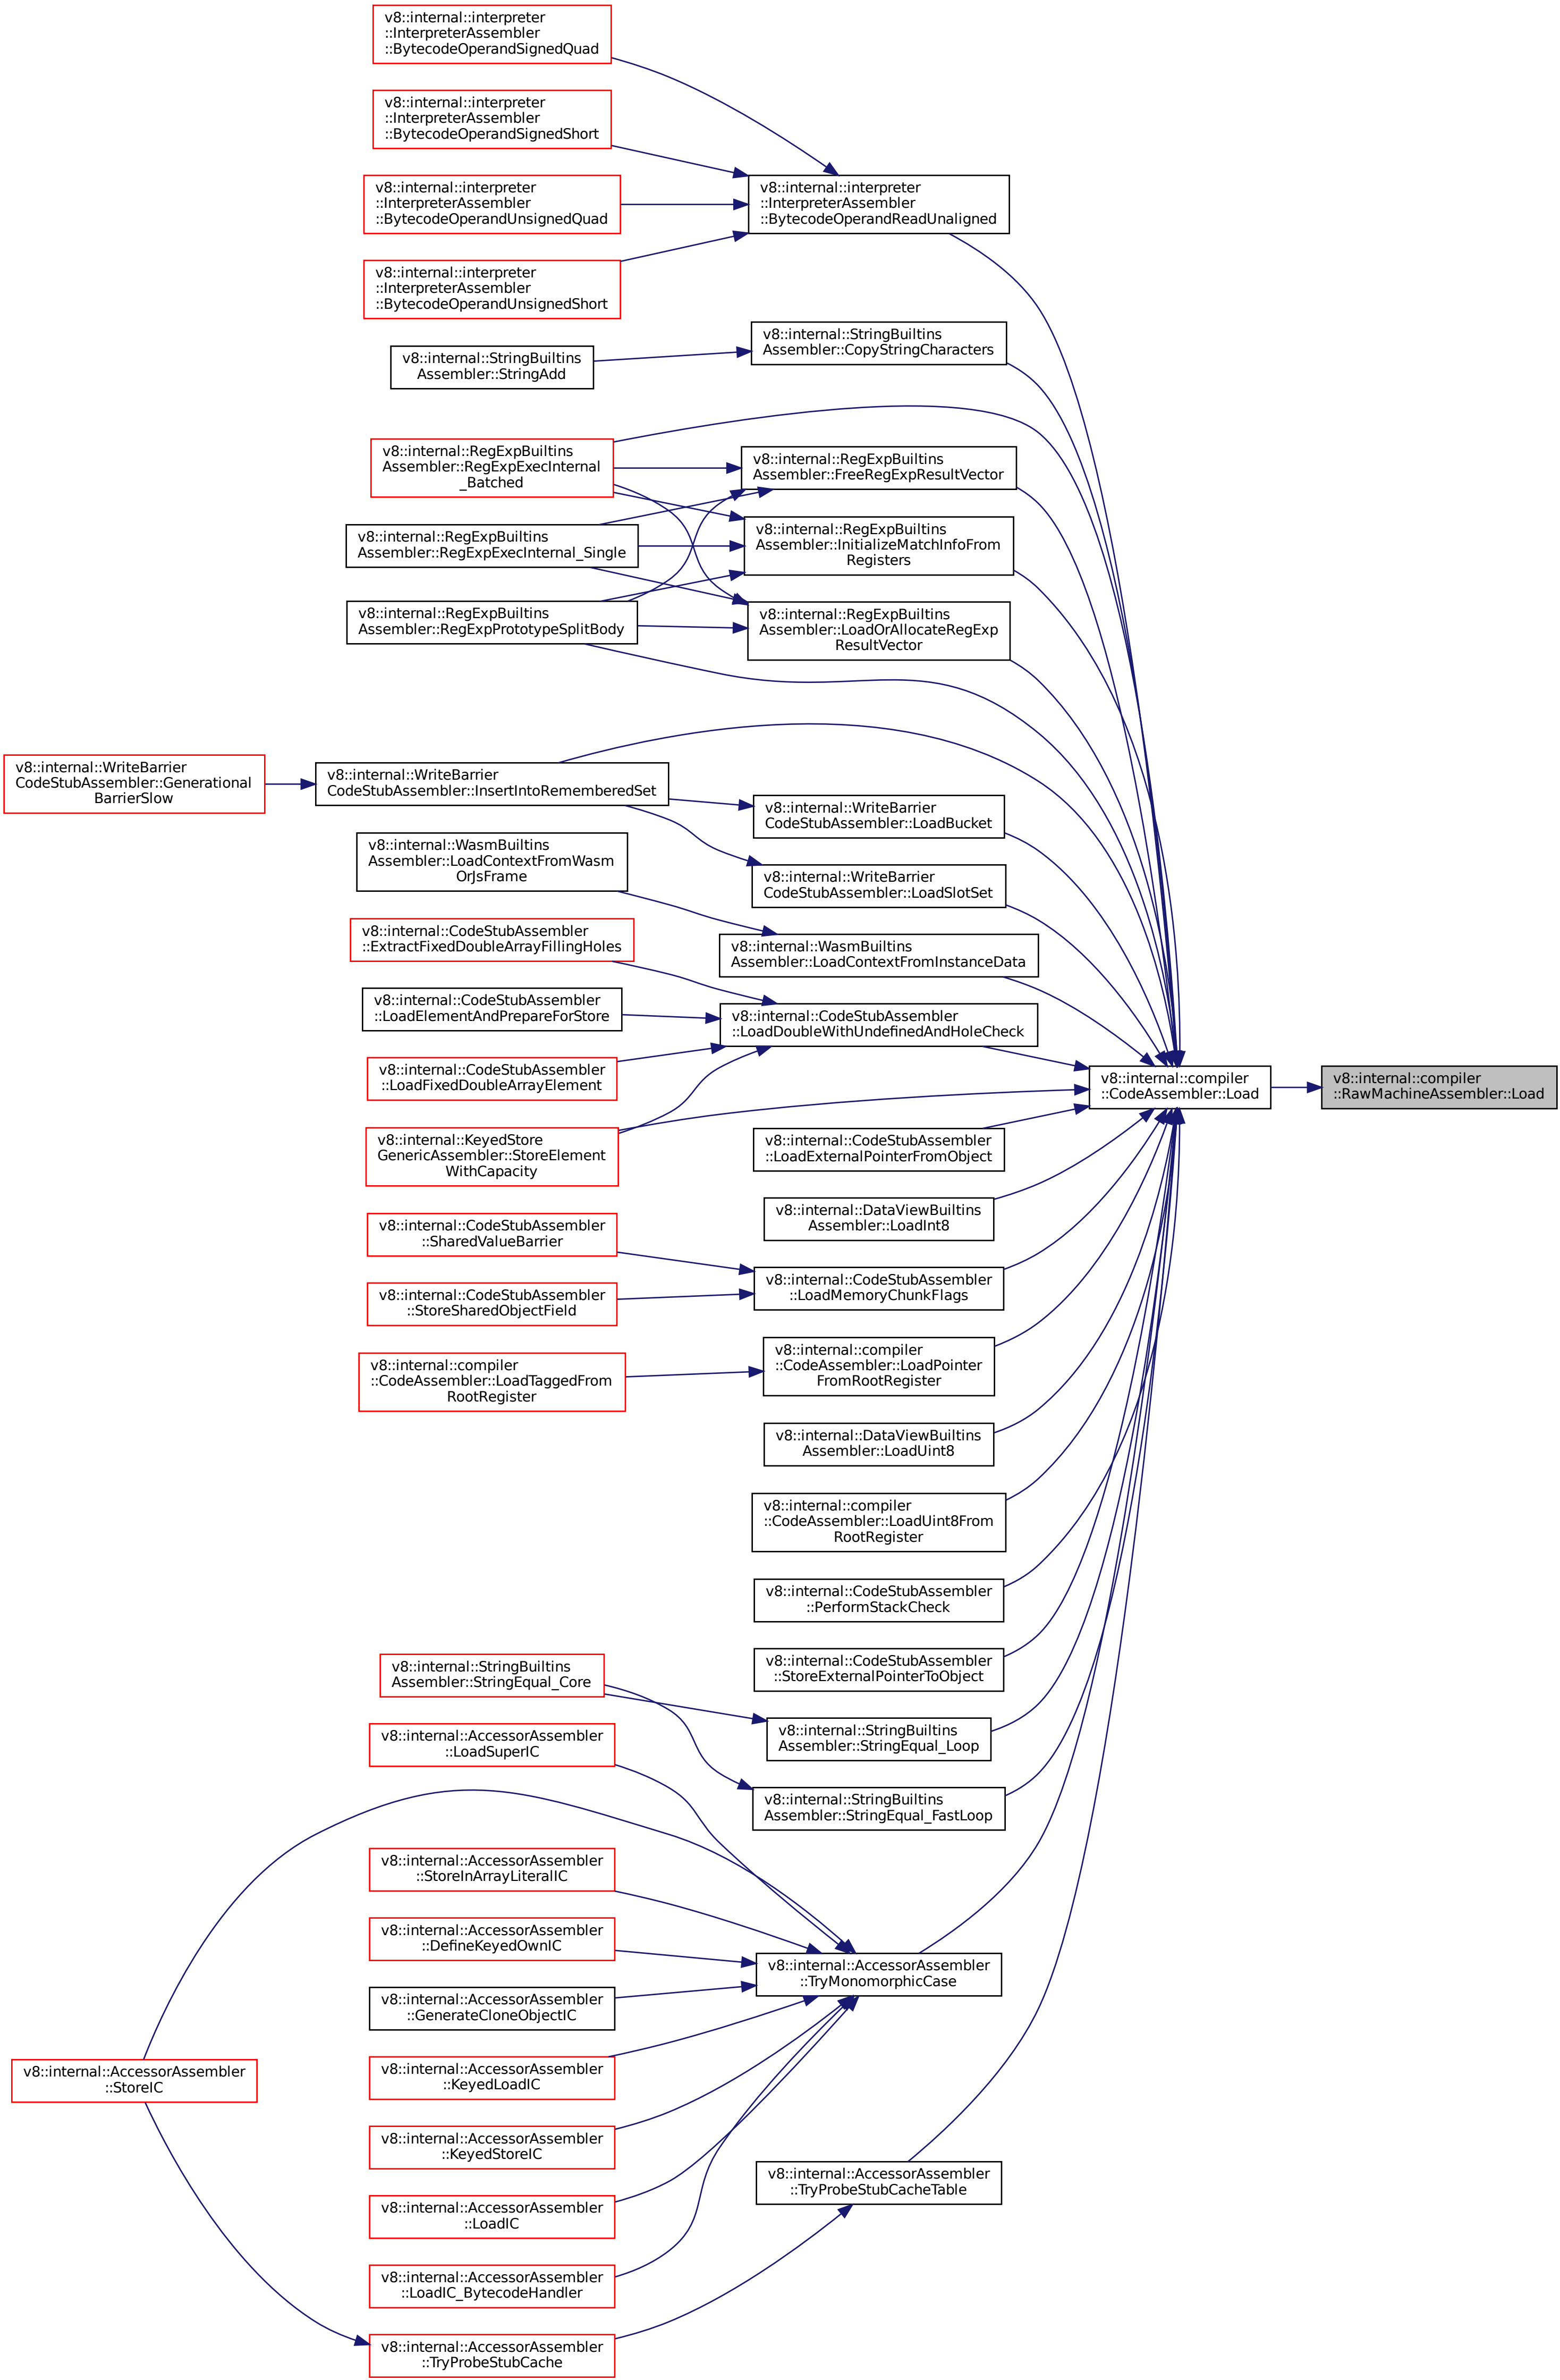 v8::internal::interpreter
::InterpreterAssembler
::BytecodeOperandSignedQuad
v8::internal::interpreter
::InterpreterAssembler
::BytecodeOperandSignedShort
v8::internal::interpreter
::InterpreterAssembler
::BytecodeOperandUnsignedQuad
v8::internal::interpreter
::InterpreterAssembler
::BytecodeOperandReadUnaligned
v8::internal::interpreter
::InterpreterAssembler
::BytecodeOperandUnsignedShort
v8::internal::StringBuiltins
Assembler::CopyStringCharacters
v8::internal::StringBuiltins
Assembler::StringAdd
v8::internal::RegExpBuiltins
Assembler::RegExpExecInternal
_Batched
v8::internal::RegExpBuiltins
Assembler::FreeRegExpResultVector
v8::internal::RegExpBuiltins
Assembler::RegExpExecInternal_Single
v8::internal::RegExpBuiltins
Assembler::InitializeMatchInfoFrom
Registers
v8::internal::RegExpBuiltins
Assembler::RegExpPrototypeSplitBody
v8::internal::RegExpBuiltins
Assembler::LoadOrAllocateRegExp
ResultVector
v8::internal::WriteBarrier
CodeStubAssembler::Generational
BarrierSlow
v8::internal::WriteBarrier
CodeStubAssembler::InsertIntoRememberedSet
v8::internal::WriteBarrier
CodeStubAssembler::LoadBucket
v8::internal::WasmBuiltins
Assembler::LoadContextFromWasm
OrJsFrame
v8::internal::WriteBarrier
CodeStubAssembler::LoadSlotSet
v8::internal::CodeStubAssembler
::ExtractFixedDoubleArrayFillingHoles
v8::internal::WasmBuiltins
Assembler::LoadContextFromInstanceData
v8::internal::CodeStubAssembler
::LoadElementAndPrepareForStore
v8::internal::CodeStubAssembler
::LoadDoubleWithUndefinedAndHoleCheck
v8::internal::CodeStubAssembler
::LoadFixedDoubleArrayElement
v8::internal::compiler
::CodeAssembler::Load
v8::internal::compiler
::RawMachineAssembler::Load
v8::internal::KeyedStore
GenericAssembler::StoreElement
WithCapacity
v8::internal::CodeStubAssembler
::LoadExternalPointerFromObject
v8::internal::DataViewBuiltins
Assembler::LoadInt8
v8::internal::CodeStubAssembler
::SharedValueBarrier
v8::internal::CodeStubAssembler
::LoadMemoryChunkFlags
v8::internal::CodeStubAssembler
::StoreSharedObjectField
v8::internal::compiler
::CodeAssembler::LoadPointer
FromRootRegister
v8::internal::compiler
::CodeAssembler::LoadTaggedFrom
RootRegister
v8::internal::DataViewBuiltins
Assembler::LoadUint8
v8::internal::compiler
::CodeAssembler::LoadUint8From
RootRegister
v8::internal::CodeStubAssembler
::PerformStackCheck
v8::internal::CodeStubAssembler
::StoreExternalPointerToObject
v8::internal::StringBuiltins
Assembler::StringEqual_Core
v8::internal::StringBuiltins
Assembler::StringEqual_Loop
v8::internal::AccessorAssembler
::LoadSuperIC
v8::internal::StringBuiltins
Assembler::StringEqual_FastLoop
v8::internal::AccessorAssembler
::StoreInArrayLiteralIC
v8::internal::AccessorAssembler
::DefineKeyedOwnIC
v8::internal::AccessorAssembler
::TryMonomorphicCase
v8::internal::AccessorAssembler
::GenerateCloneObjectIC
v8::internal::AccessorAssembler
::StoreIC
v8::internal::AccessorAssembler
::KeyedLoadIC
v8::internal::AccessorAssembler
::KeyedStoreIC
v8::internal::AccessorAssembler
::TryProbeStubCacheTable
v8::internal::AccessorAssembler
::LoadIC
v8::internal::AccessorAssembler
::LoadIC_BytecodeHandler
v8::internal::AccessorAssembler
::TryProbeStubCache